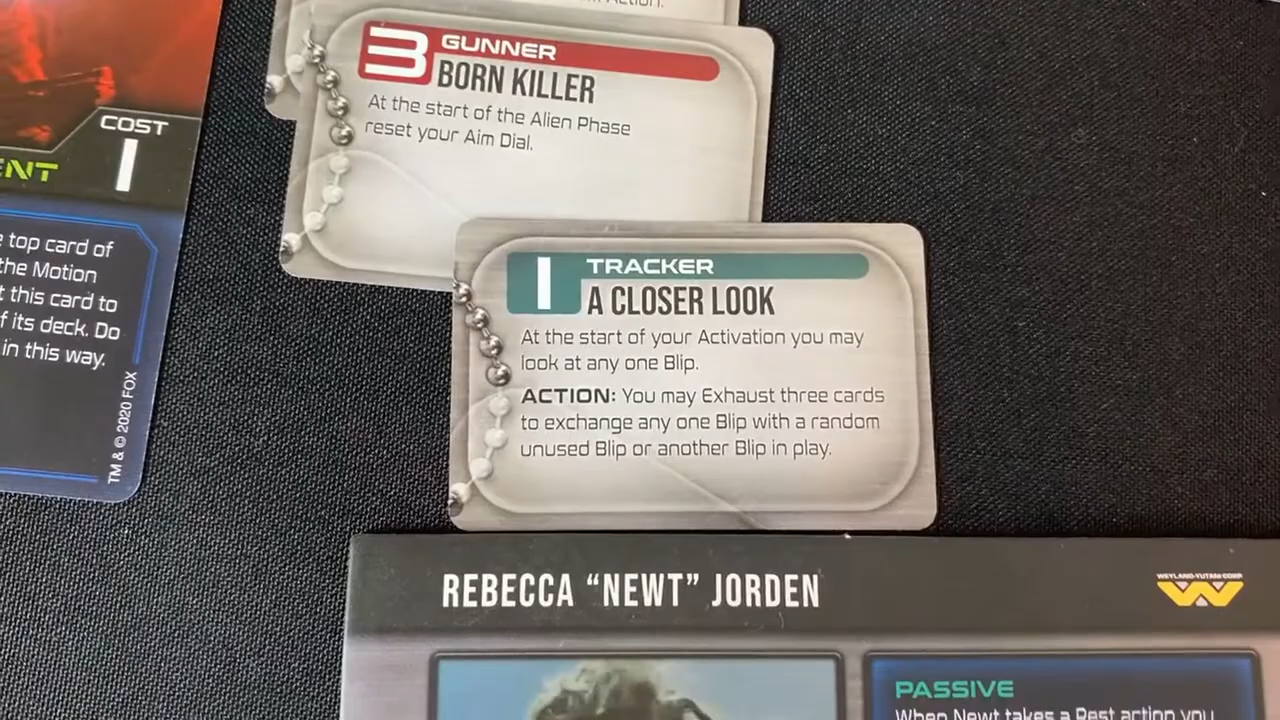 m Action.
3 GUNNER
BORN KILLER
At the start of the Alien Phase
reset your Aim Dial.
COST
1
ENT
e top card of
the Motion
t this card to
f its deck. Do
in this way.
TM & © 2020 FOX
1 TRACKER
A CLOSER LOOK
At the start of your Activation you may
look at any one Blip.
ACTION: You may Exhaust three cards
to exchange any one Blip with a random
unused Blip or another Blip in play.
REBECCA “NEWT” JORDEN
WEYLAND-YUTANI CORP
PASSIVE
When Newt takes a Rest action you